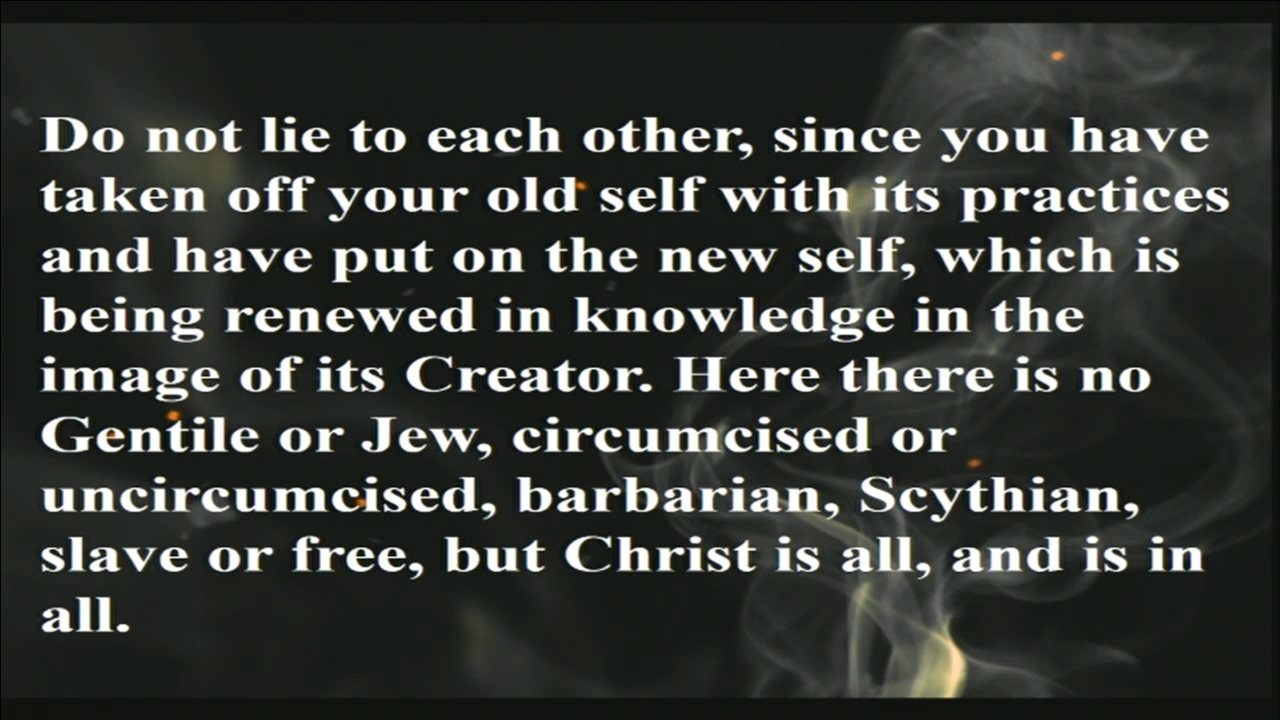 Do not lie to each other, since you have
taken off your old self with its practices
and have put on the new self, which is
being renewed in knowledge in the
image of its Creator. Here there is no
Gentile or Jew, circumcised or
uncircumcised, barbarian, Scythian,
slave or free, but Christ is all, and is in
all.